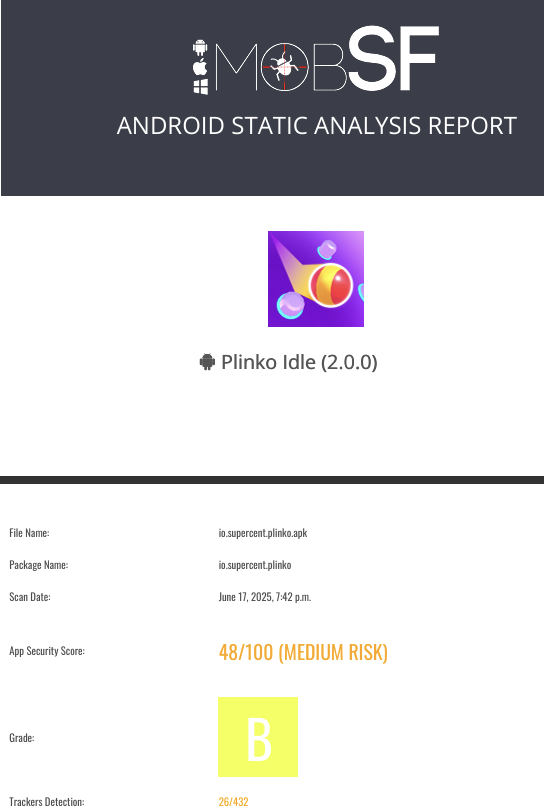 MOBSF
ANDROID STATIC ANALYSIS REPORT
Plinko Idle (2.0.0)
File Name: io.supercent.plinko.apk
Package Name: io.supercent.plinko
Scan Date: June 17, 2025, 7:42 p.m.
App Security Score: 48/100 (MEDIUM RISK)
Grade: B
Trackers Detection: 26/432